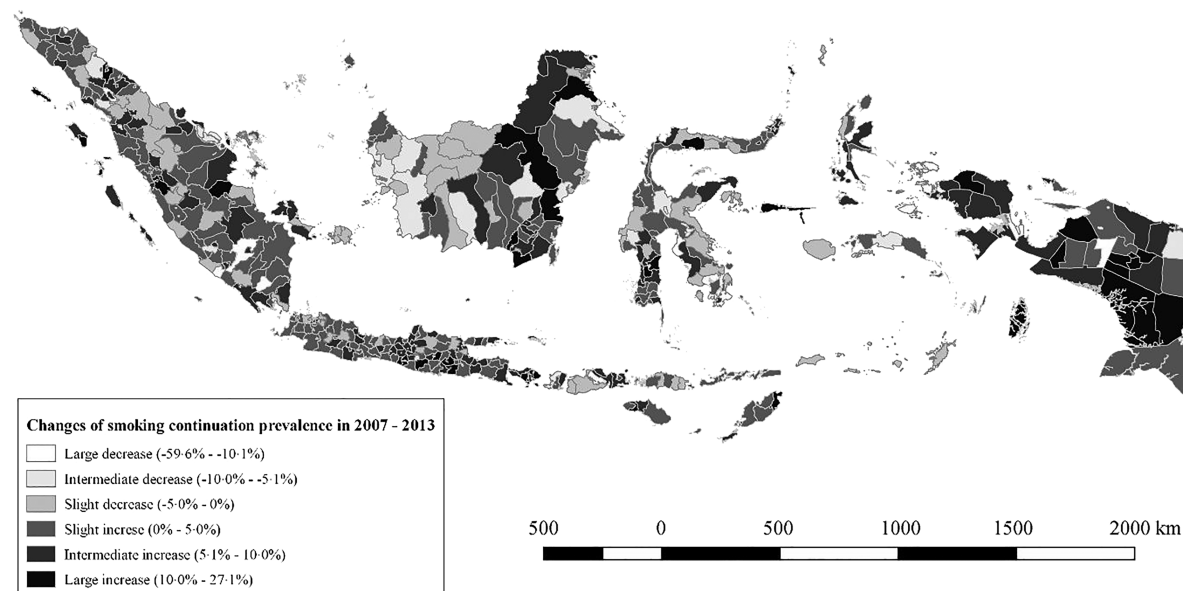 Changes of smoking continuation prevalence in 2007 - 2013
Large decrease (-59·6% - -10·1%)
Intermediate decrease (-10·0% - -5·1%)
Slight decrease (-5·0% - 0%)
Slight increse (0% - 5·0%)
Intermediate increase (5·1% - 10·0%)
Large increase (10·0% - 27·1%)
500 0 500 1000 1500 2000 km